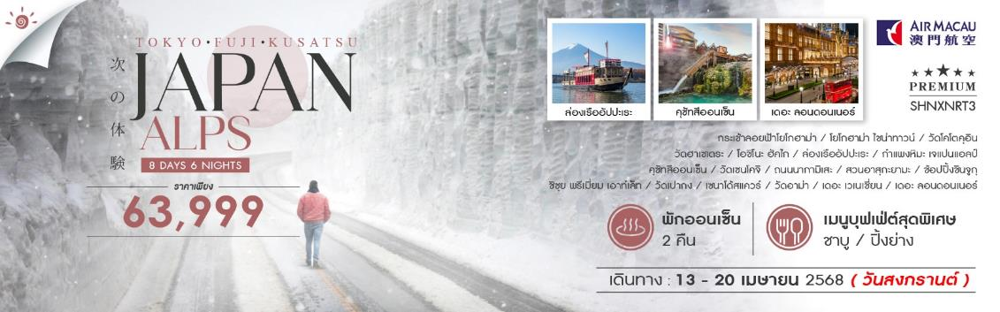 TOKYO • FUJI • KUSATSU
JAPAN
ALPS
次の体験
8 DAYS 6 NIGHTS
ราคาเพียง
63,999
ล่องเรืออัปปะเระ
คุซัทสึออนเซ็น
เดอะ ลอนดอนเนอร์
AIR MACAU
澳門航空
PREMIUM
SHNXNRT3
กระเช้าลอยฟ้าโยโกฮาม่า / โยโกฮาม่า ไชน่าทาวน์ / วัดโคโตคุอิน
วัดฮาเซเดระ / โอชิโนะ ฮัคไก / ล่องเรืออัปปะเระ / กำแพงหิมะ เจแปนแอลป์
คุซัทสึออนเซ็น / วัดเซนโคจิ / ถนนนากามิเสะ / สวนอาสุกะยามะ / ช้อปปิ้งชินจูกุ
ชิซุย พรีเมี่ยม เอาท์เล็ท / วัดเปากง / เซนาโด้สแควร์ / วัดอาม่า / เดอะ เวเนเชี่ยน / เดอะ ลอนดอนเนอร์
พักออนเซ็น
2 คืน
เมนูบุฟเฟ่ต์สุดพิเศษ
ชาบู / ปิ้งย่าง
เดินทาง : 13 - 20 เมษายน 2568 ( วันสงกรานต์ )